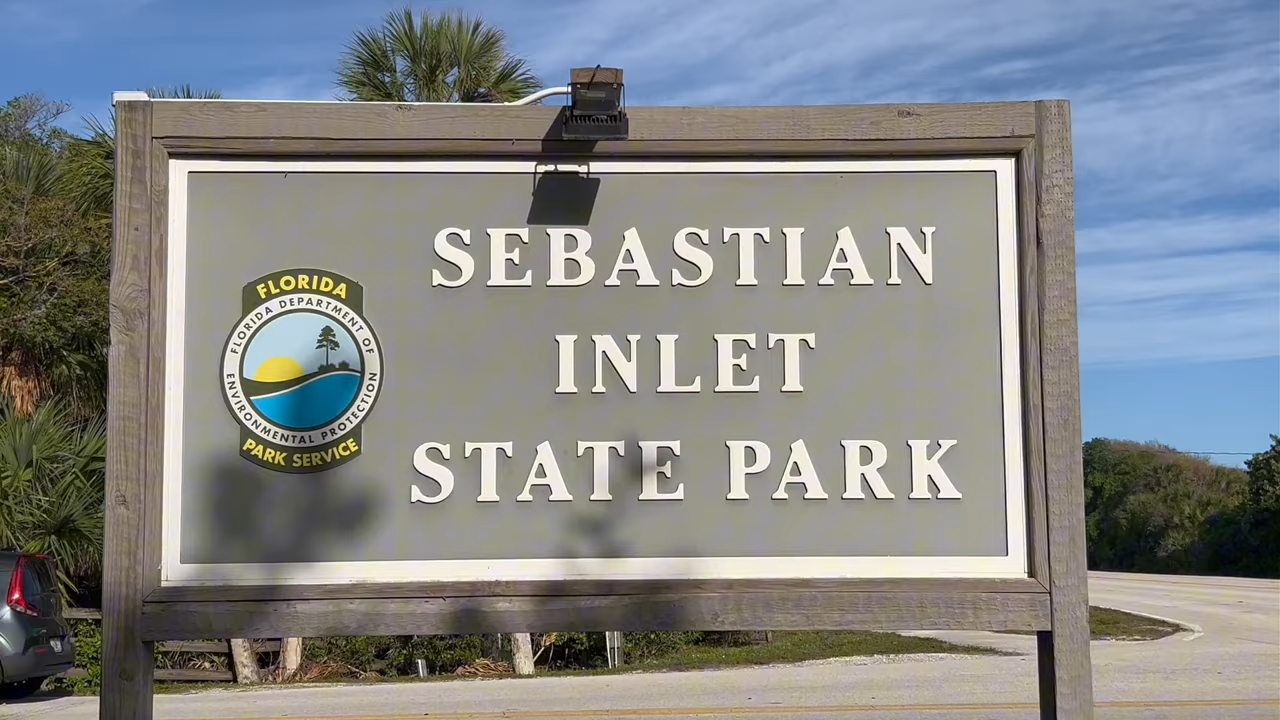 FLORIDA
FLORIDA DEPARTMENT OF
ENVIRONMENTAL PROTECTION
PARK SERVICE
SEBASTIAN
INLET
STATE PARK